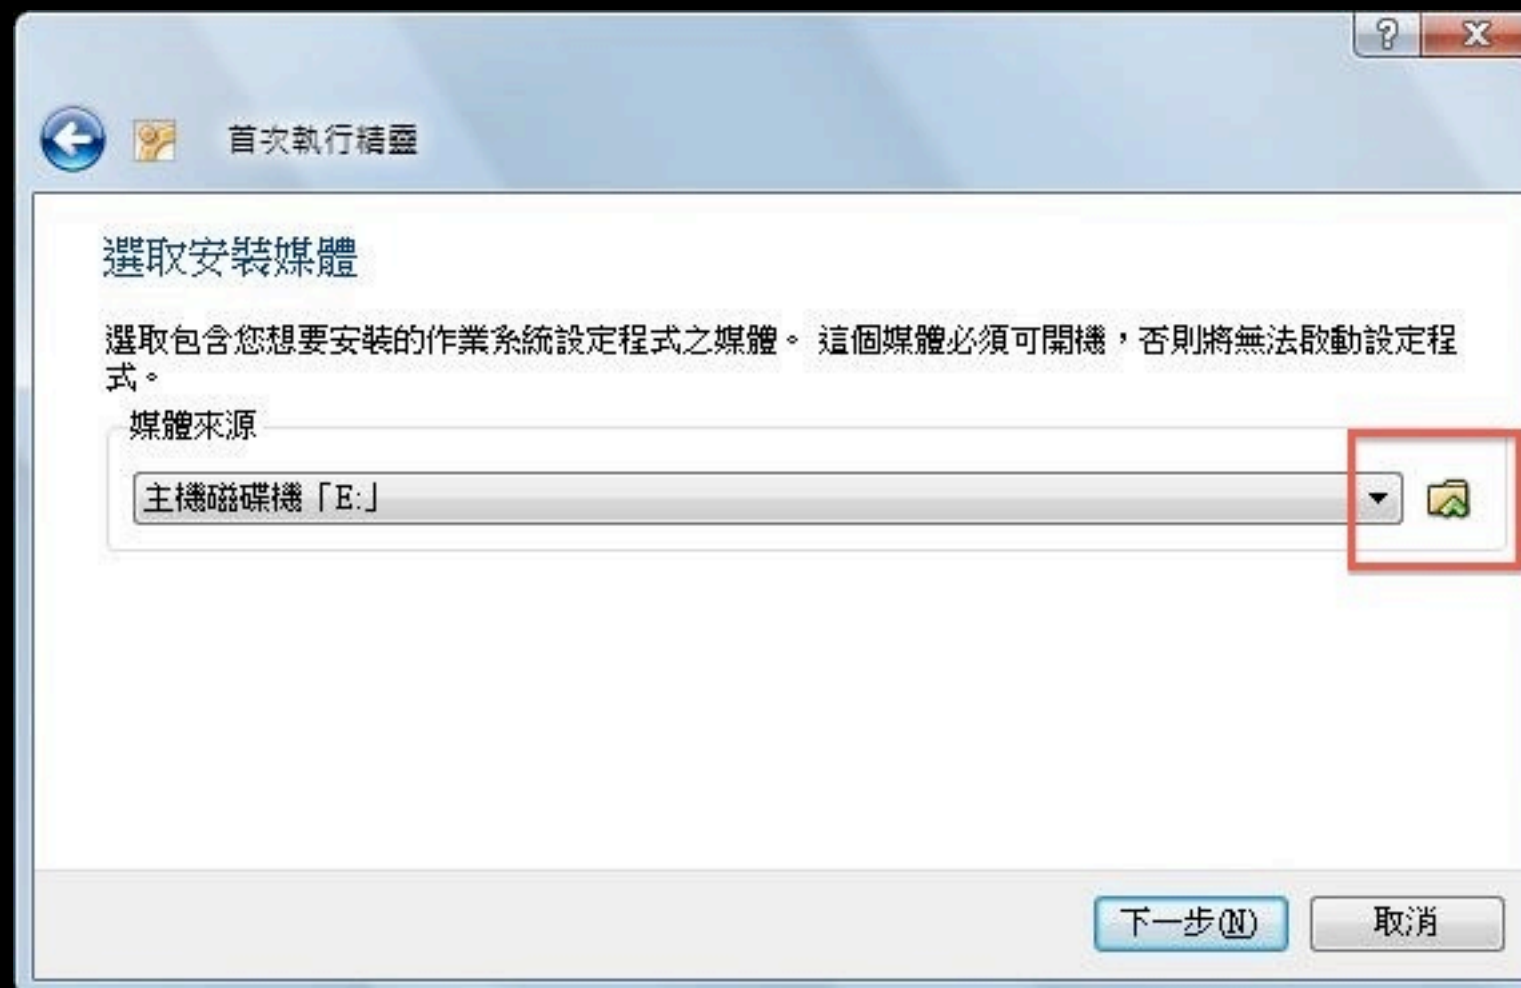 首次執行精靈
選取安裝媒體
選取包含您想要安裝的作業系統設定程式之媒體。 這個媒體必須可開機，否則將無法啟動設定程
式。
媒體來源
主機磁碟機「E:」
下一步(N)
取消